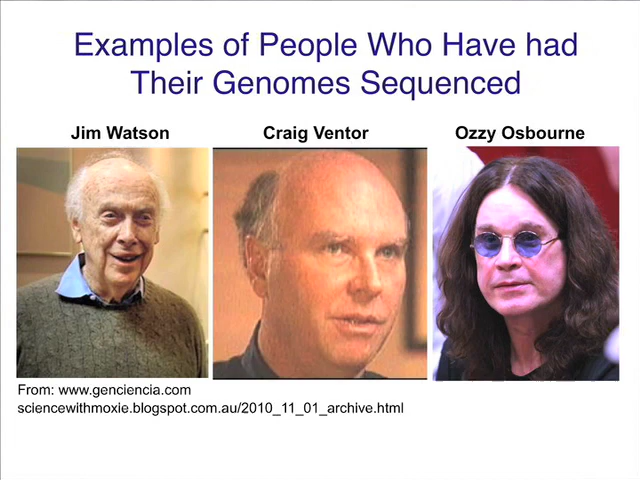 Examples of People Who Have had
Their Genomes Sequenced
Jim Watson
Craig Ventor
Ozzy Osbourne
From: www.genciencia.com
sciencewithmoxie.blogspot.com.au/2010_11_01_archive.html